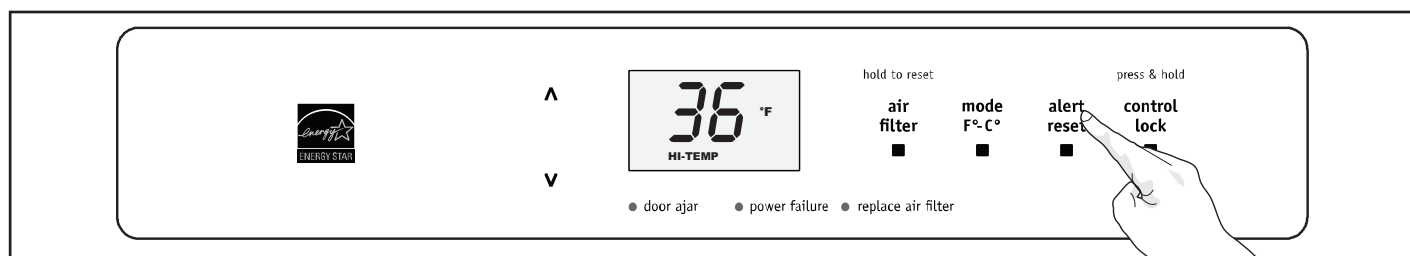 energy
ENERGY STAR
^
v
36 °F
HI-TEMP
door ajar
power failure
replace air filter
hold to reset
air
filter
mode
F°-C°
alert
reset
press & hold
control
lock